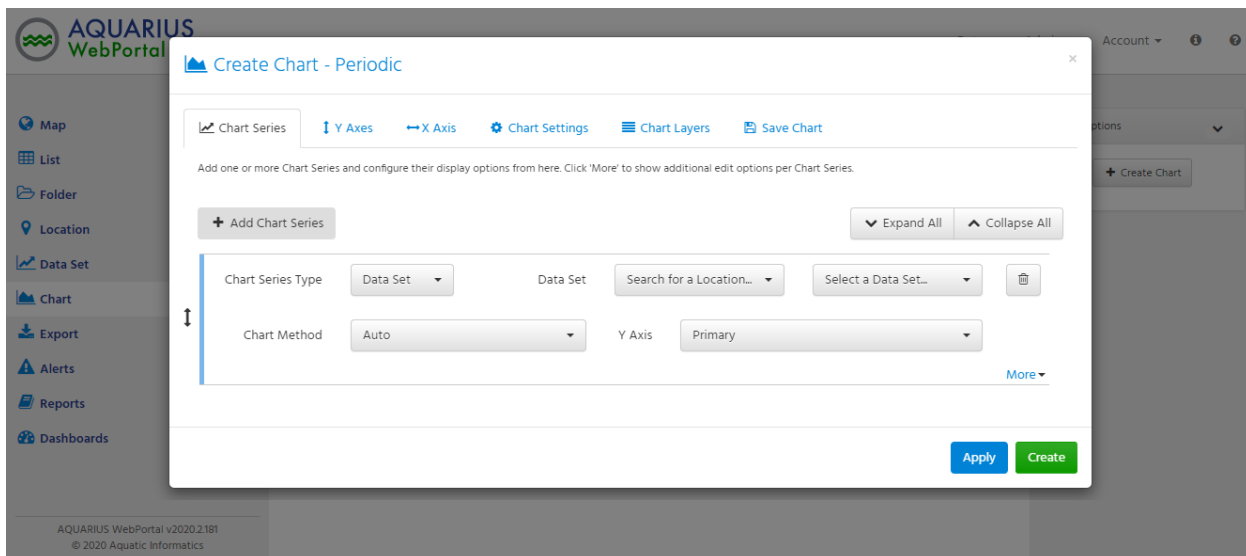 AQUARIUS
WebPortal
Account
Create Chart - Periodic
×
Chart Series
Y Axes
X Axis
Chart Settings
Chart Layers
Save Chart
Add one or more Chart Series and configure their display options from here. Click 'More' to show additional edit options per Chart Series.
+ Add Chart Series
Expand All
Collapse All
Chart Series Type
Data Set
Data Set
Search for a Location...
Select a Data Set...
Chart Method
Auto
Y Axis
Primary
More
Apply
Create
Map
List
Folder
Location
Data Set
Chart
Export
Alerts
Reports
Dashboards
ptions
+ Create Chart
AQUARIUS WebPortal v2020.2.181
© 2020 Aquatic Informatics